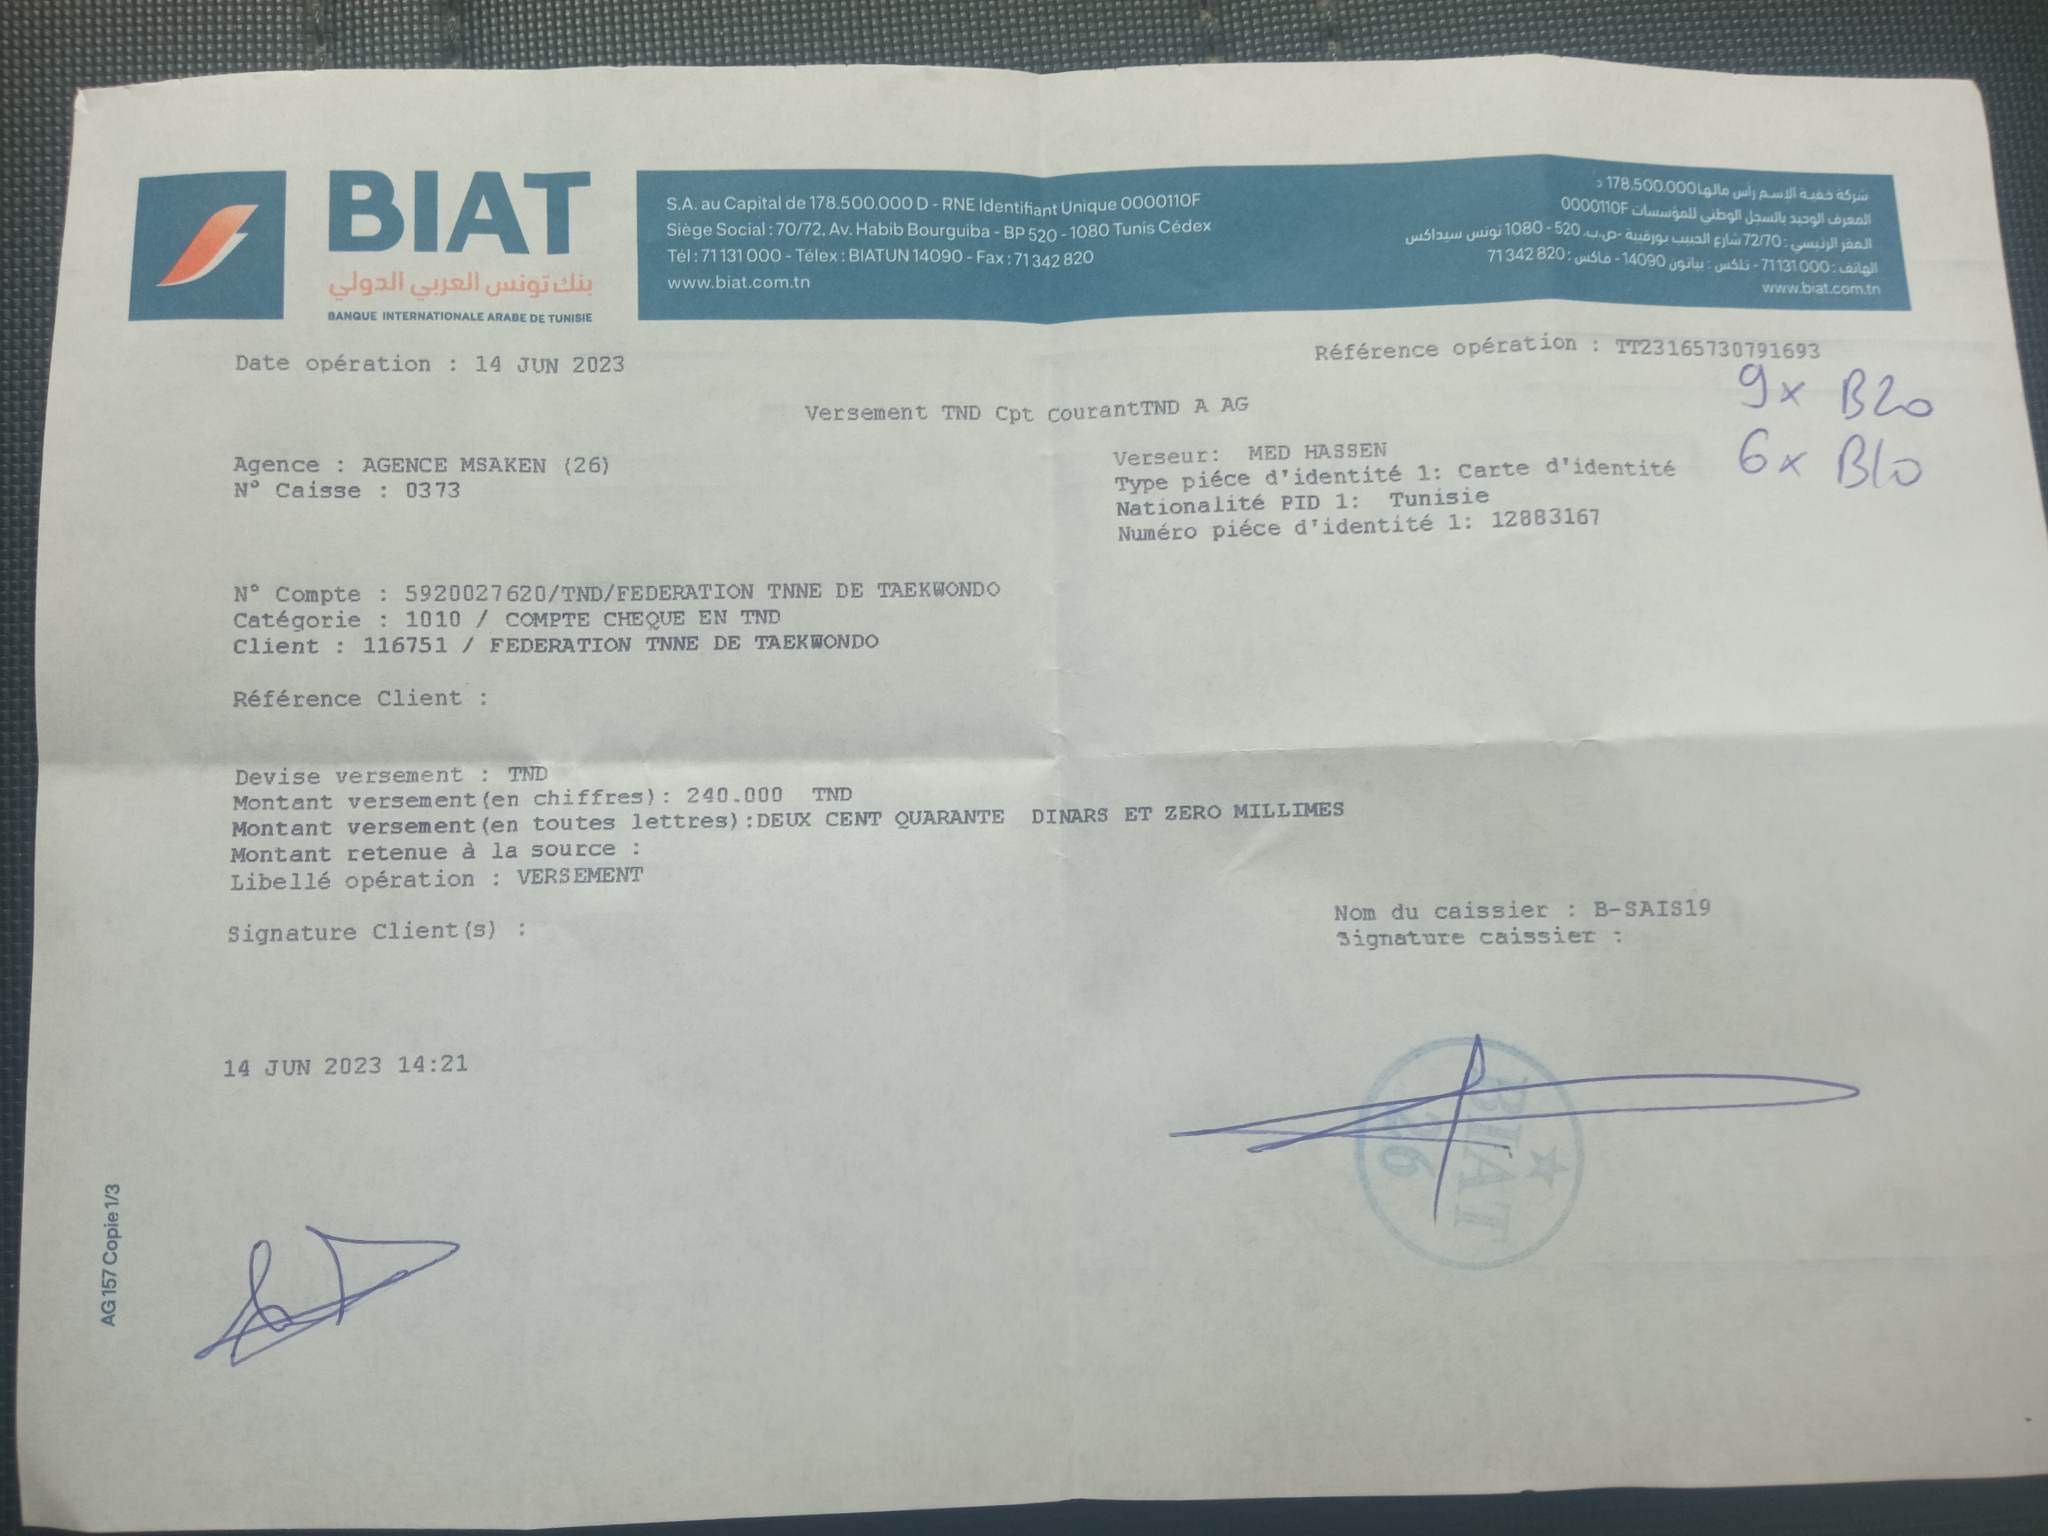 BIAT
بنك تونس العربي الدولي
BANQUE INTERNATIONALE ARABE DE TUNISIE
S.A. au Capital de 178.500.000 D - RNE Identifiant Unique 0000110F
Siège Social : 70/72, Av. Habib Bourguiba - BP 520 - 1080 Tunis Cédex
Tél : 71 131 000 - Télex : BIATUN 14090 - Fax : 71 342 820
www.biat.com.tn
شركة خفية الإسم رأس مالها 178.500.000 د
المعرف الوحيد بالسجل الوطني للمؤسسات 0000110F
المقر الرئيسي : 72/70 شارع الحبيب بورقيبة -ص.ب. 520 - 1080 تونس سيداكس
الهاتف : 71131000 - تلكس : بياتون 14090 - فاكس : 71 342 820
www.biat.com.tn
Date opération : 14 JUN 2023
Référence opération : TT23165730791693
9x B20
6x B10
Versement TND Cpt courantTND A AG
Agence : AGENCE MSAKEN (26)
N° Caisse : 0373
Verseur: MED HASSEN
Type piéce d'identité 1: Carte d'identité
Nationalité PID 1: Tunisie
Numéro piéce d'identité 1: 12883167
N° Compte : 5920027620/TND/FEDERATION TNNE DE TAEKWONDO
Catégorie : 1010 / COMPTE CHEQUE EN TND
Client : 116751 / FEDERATION TNNE DE TAEKWONDO
Référence Client :
Devise versement : TND
Montant versement(en chiffres): 240.000 TND
Montant versement(en toutes lettres):DEUX CENT QUARANTE DINARS ET ZERO MILLIMES
Montant retenue à la source :
Libellé opération : VERSEMENT
Signature Client(s) :
Nom du caissier : B-SAIS19
Signature caissier :
14 JUN 2023 14:21
BIAT
26
AG 157 Copie 1/3